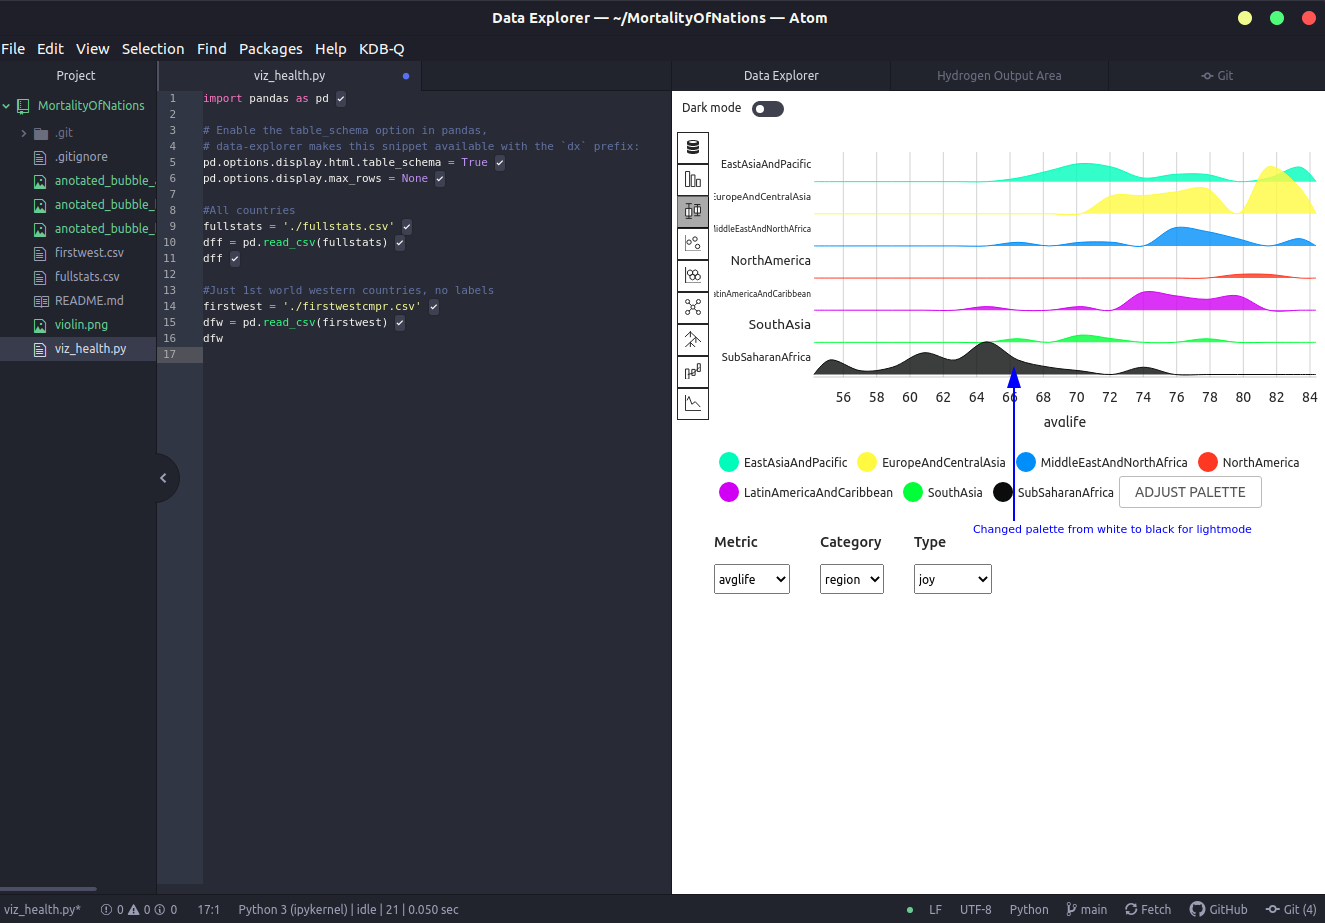 Data Explorer — ~/MortalityOfNations — Atom
File Edit View Selection Find Packages Help KDB-Q
Project
MortalityOfNations
.git
.gitignore
anotated_bubble_
anotated_bubble_
anotated_bubble_
firstwest.csv
fullstats.csv
README.md
violin.png
viz_health.py
viz_health.py
1 import pandas as pd
2
3 # Enable the table_schema option in pandas,
4 # data-explorer makes this snippet available with the `dx` prefix:
5 pd.options.display.html.table_schema = True
6 pd.options.display.max_rows = None
7
8 #All countries
9 fullstats = './fullstats.csv'
10 dff = pd.read_csv(fullstats)
11 dff
12
13 #Just 1st world western countries, no labels
14 firstwest = './firstwestcmpr.csv'
15 dfw = pd.read_csv(firstwest)
16 dfw
17
Data Explorer Hydrogen Output Area Git
Dark mode
EastAsiaAndPacific
EuropeAndCentralAsia
MiddleEastAndNorthAfrica
NorthAmerica
LatinAmericaAndCaribbean
SouthAsia
SubSaharanAfrica
56 58 60 62 64 66 68 70 72 74 76 78 80 82 84
avglife
EastAsiaAndPacific EuropeAndCentralAsia MiddleEastAndNorthAfrica NorthAmerica
LatinAmericaAndCaribbean SouthAsia SubSaharanAfrica ADJUST PALETTE
Changed palette from white to black for lightmode
Metric Category Type
avglife region joy
viz_health.py* 0 0 0 17:1 Python 3 (ipykernel) | idle | 21 | 0.050 sec LF UTF-8 Python main Fetch GitHub Git (4)